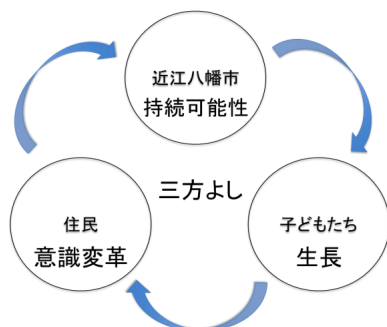 近江八幡市
持続可能性
三方よし
住民
意識変革
子どもたち
生長